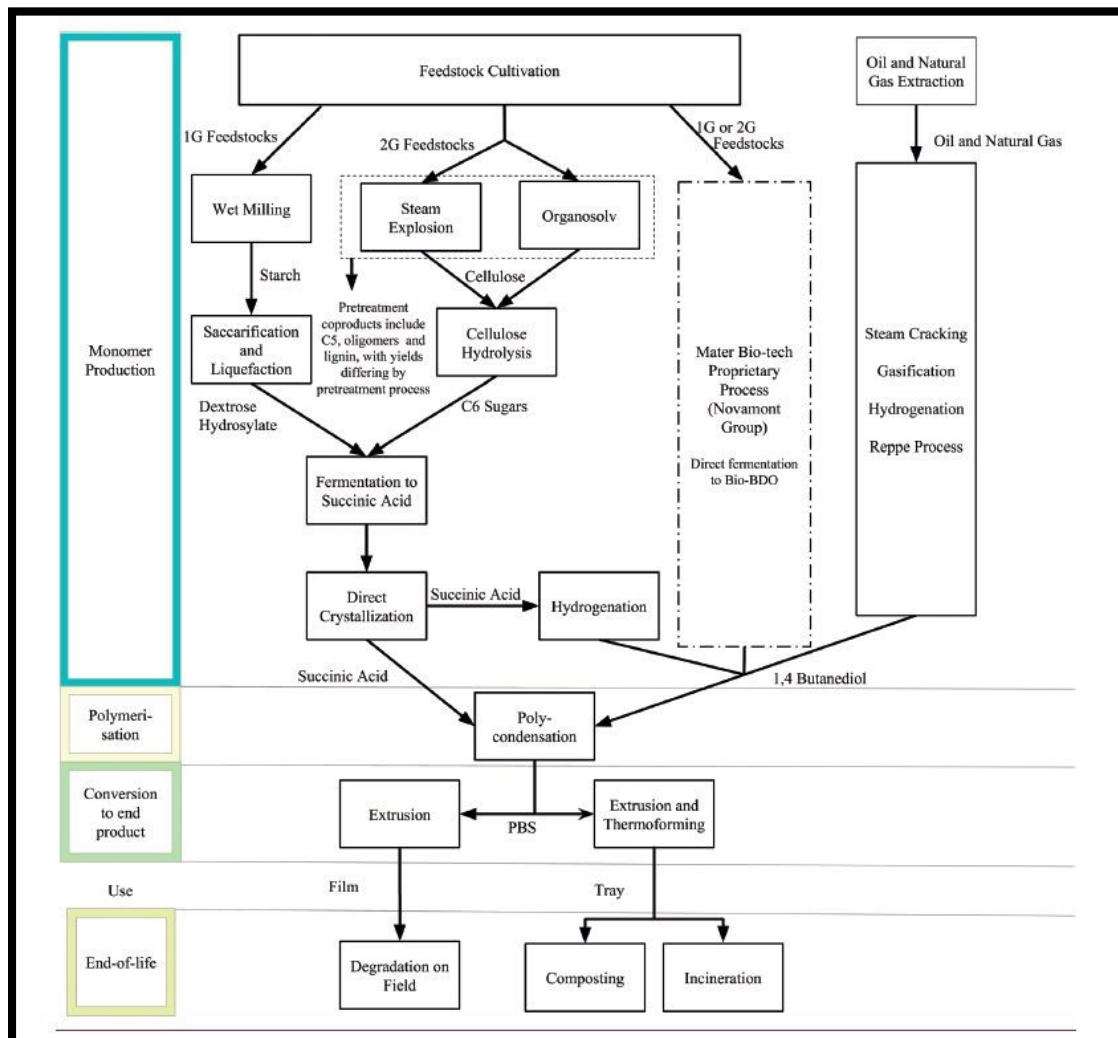 Feedstock Cultivation
Oil and Natural
Gas Extraction
1G Feedstocks
2G Feedstocks
1G or 2G
Feedstocks
Oil and Natural Gas
Wet Milling
Steam
Explosion
Organosolv
Starch
Cellulose
Pretreatment
coproducts include
C5, oligomers and
lignin, with yields
differing by
pretreatment process
Saccarification
and
Liquefaction
Cellulose
Hydrolysis
Monomer
Production
Mater Bio-tech
Proprietary
Process
(Novamont
Group)
Direct fermentation
to Bio-BDO
Steam Cracking
Gasification
Hydrogenation
Reppe Process
Dextrose
Hydrosylate
C6 Sugars
Fermentation to
Succinic Acid
Direct
Crystallization
Succinic Acid
Hydrogenation
Succinic Acid
1,4 Butanediol
Polymeri-
sation
Poly-
condensation
Conversion
to end
product
Extrusion
PBS
Extrusion and
Thermoforming
Use
Film
Tray
End-of-life
Degradation on
Field
Composting
Incineration